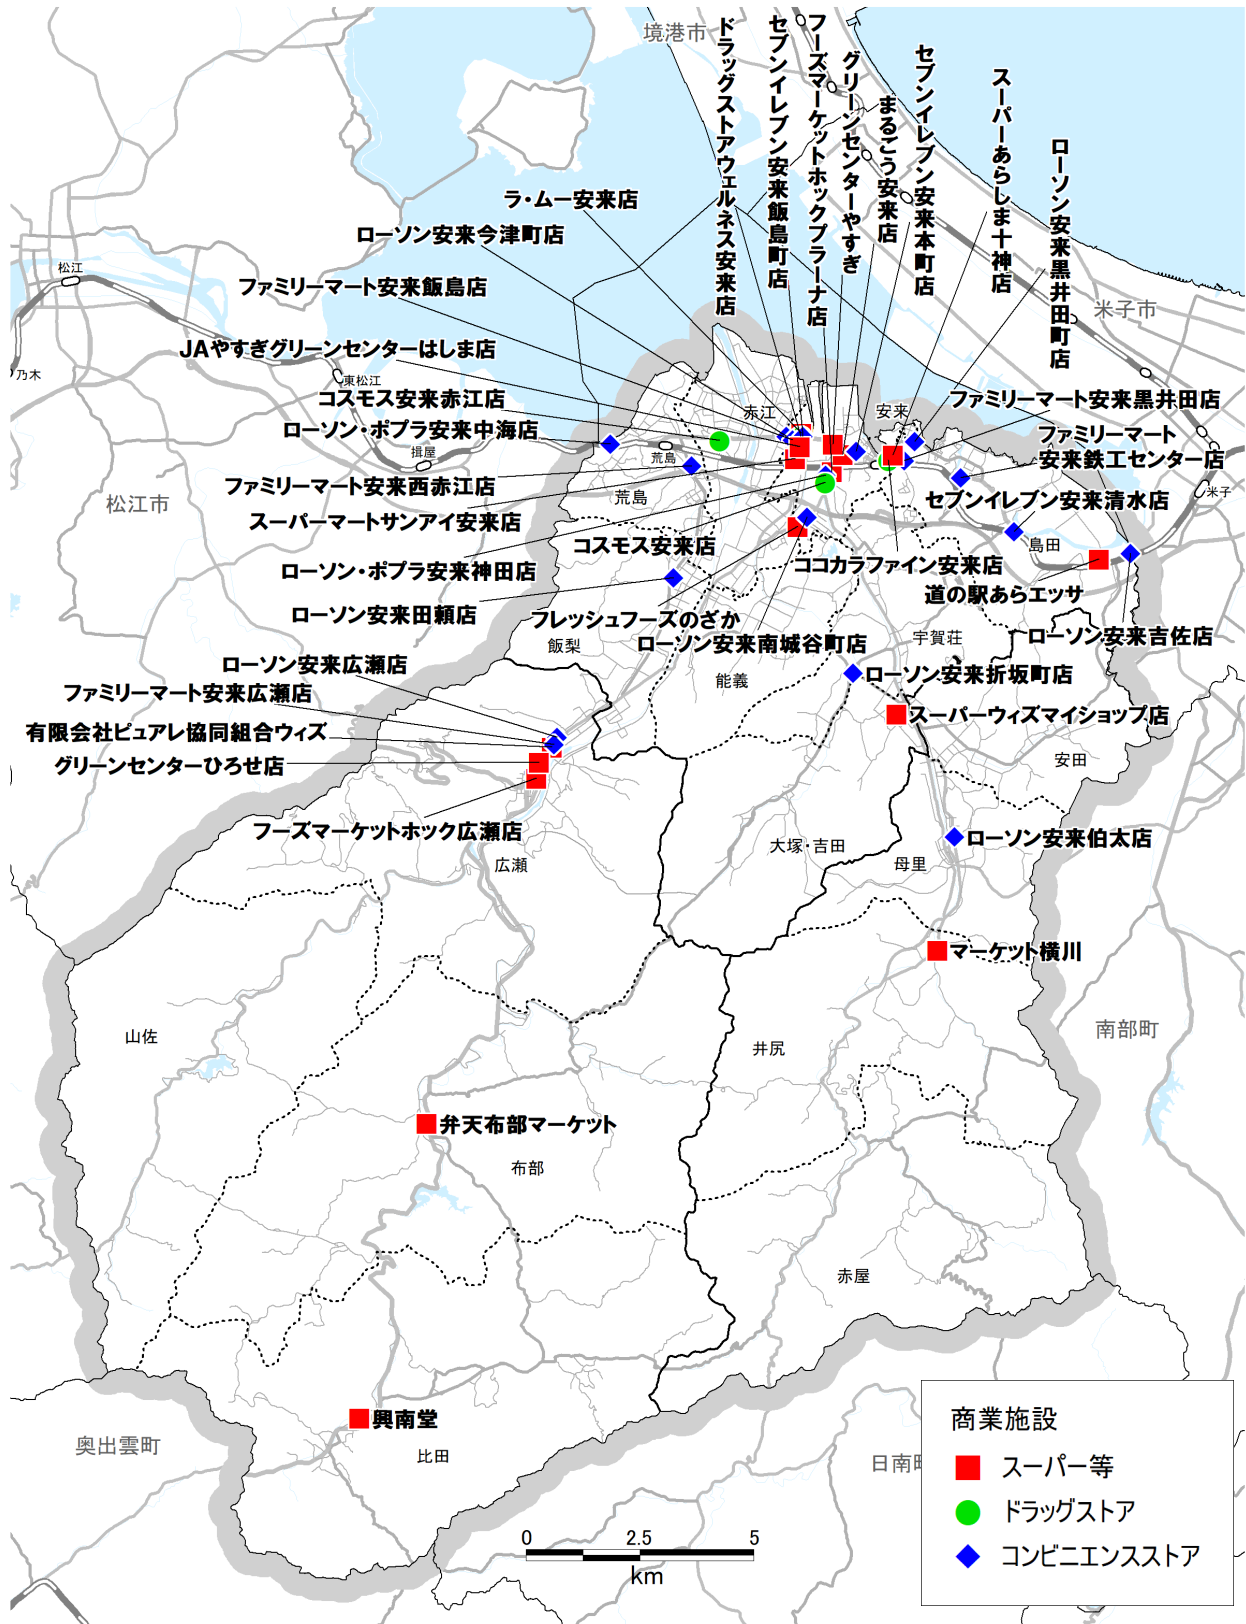 境港市
ドラッグストアウェルネス安来店
セブンイレブン安来飯島町店
フーズマーケットホックプラーナ店
グリーンセンターやすぎ
まるごう安来店
セブンイレブン安来本町店
スーパーあらしま十神店
ローソン安来黒井田町店
ラ・ムー安来店
ローソン安来今津町店
松江
ファミリーマート安来飯島店
米子市
JAやすぎグリーンセンターはしま店
乃木
東松江
コスモス安来赤江店
赤江
安来
ファミリーマート安来黒井田店
ローソン・ポプラ安来中海店
ファミリーマート
安来鉄工センター店
揖屋
荒島
ファミリーマート安来西赤江店
荒島
セブンイレブン安来清水店
米子
松江市
スーパーマートサンアイ安来店
コスモス安来店
島田
ローソン・ポプラ安来神田店
ココカラファイン安来店
道の駅あらエッサ
ローソン安来田頼店
フレッシュフーズのざか
飯梨
ローソン安来南城谷町店
宇賀荘
ローソン安来吉佐店
ローソン安来広瀬店
能義
ローソン安来折坂町店
ファミリーマート安来広瀬店
スーパーウィズマイショップ店
有限会社ピュアレ協同組合ウィズ
グリーンセンターひろせ店
安田
フーズマーケットホック広瀬店
大塚・吉田
ローソン安来伯太店
広瀬
母里
マーケット横川
山佐
井尻
南部町
弁天布部マーケット
布部
赤屋
興南堂
奥出雲町
比田
商業施設
スーパー等
ドラッグストア
コンビニエンスストア
0 2.5 5
km